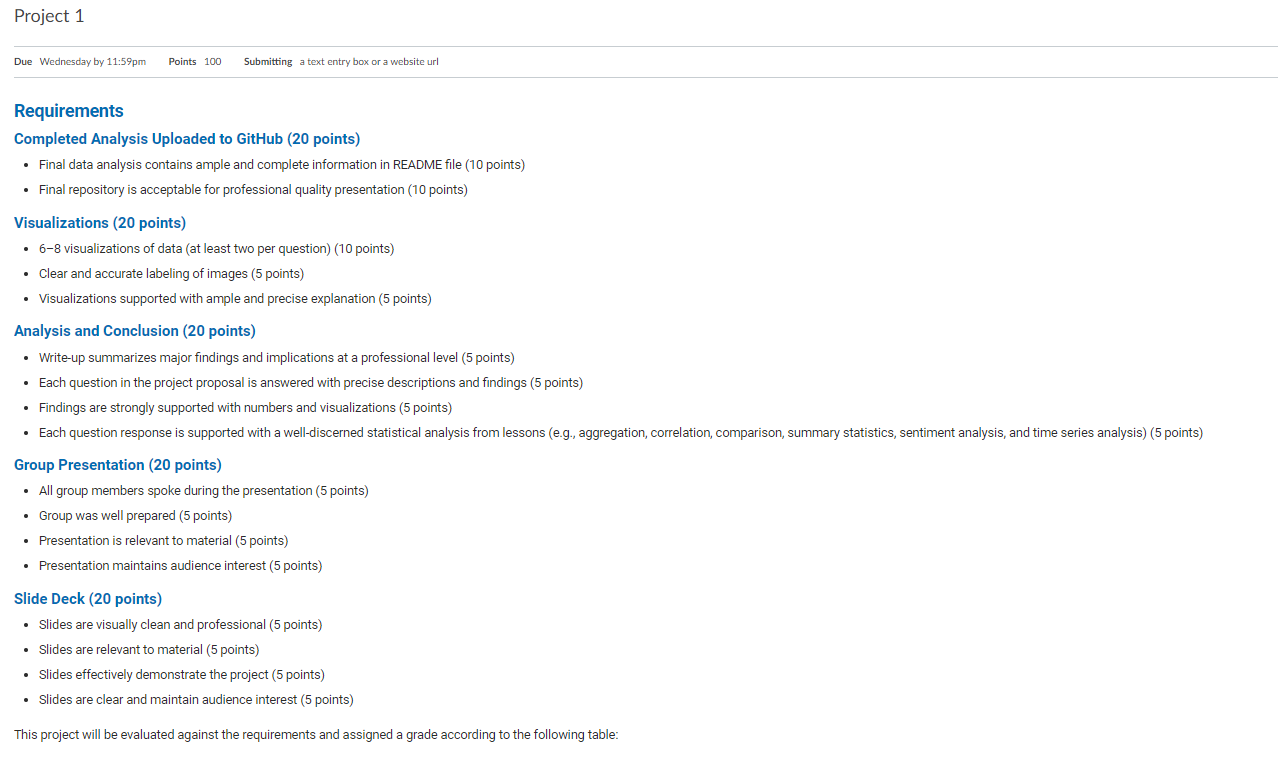 Project 1
Due Wednesday by 11:59pm Points 100 Submitting a text entry box or a website url
Requirements
Completed Analysis Uploaded to GitHub (20 points)
• Final data analysis contains ample and complete information in README file (10 points)
• Final repository is acceptable for professional quality presentation (10 points)
Visualizations (20 points)
• 6–8 visualizations of data (at least two per question) (10 points)
• Clear and accurate labeling of images (5 points)
• Visualizations supported with ample and precise explanation (5 points)
Analysis and Conclusion (20 points)
• Write-up summarizes major findings and implications at a professional level (5 points)
• Each question in the project proposal is answered with precise descriptions and findings (5 points)
• Findings are strongly supported with numbers and visualizations (5 points)
• Each question response is supported with a well-discerned statistical analysis from lessons (e.g., aggregation, correlation, comparison, summary statistics, sentiment analysis, and time series analysis) (5 points)
Group Presentation (20 points)
• All group members spoke during the presentation (5 points)
• Group was well prepared (5 points)
• Presentation is relevant to material (5 points)
• Presentation maintains audience interest (5 points)
Slide Deck (20 points)
• Slides are visually clean and professional (5 points)
• Slides are relevant to material (5 points)
• Slides effectively demonstrate the project (5 points)
• Slides are clear and maintain audience interest (5 points)
This project will be evaluated against the requirements and assigned a grade according to the following table: